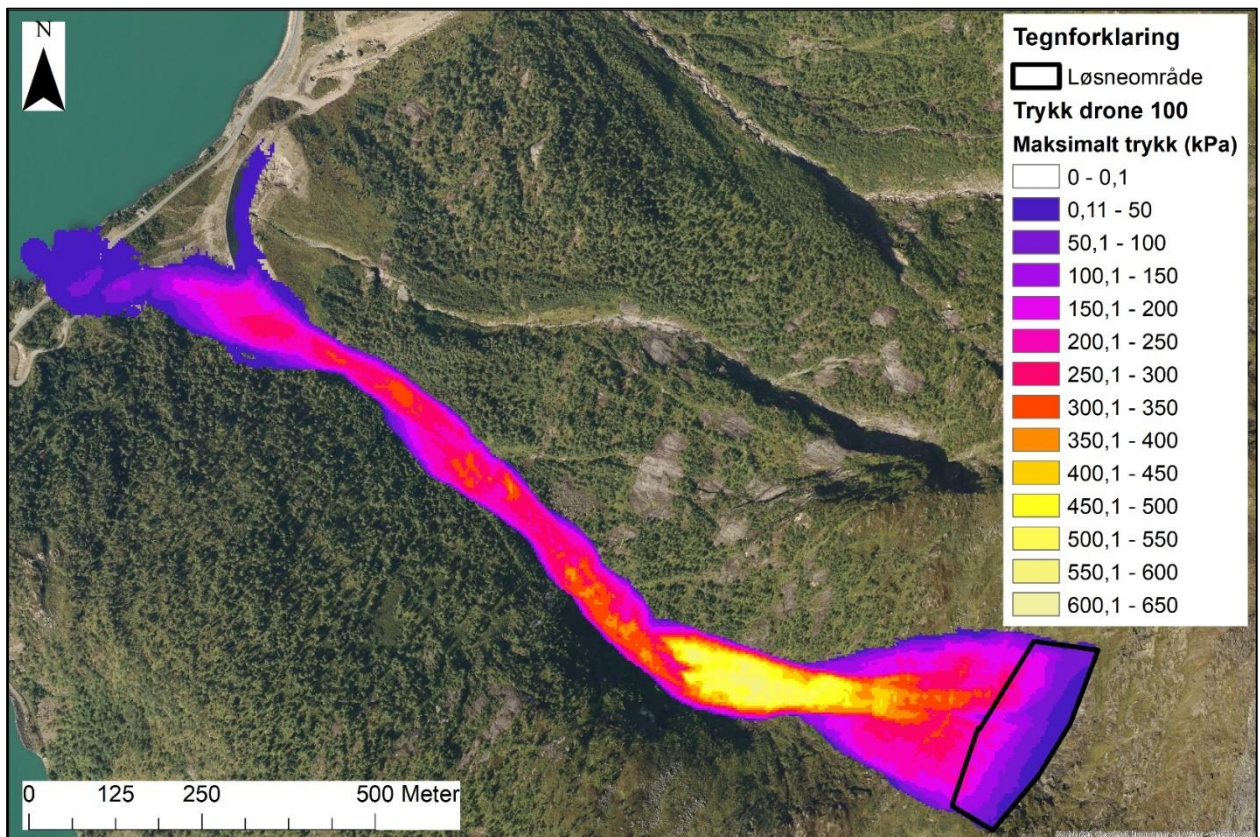 N
Tegnforklaring
Løsneområde
Trykk drone 100
Maksimalt trykk (kPa)
0 - 0,1
0,11 - 50
50,1 - 100
100,1 - 150
150,1 - 200
200,1 - 250
250,1 - 300
300,1 - 350
350,1 - 400
400,1 - 450
450,1 - 500
500,1 - 550
550,1 - 600
600,1 - 650
0 125 250 500 Meter